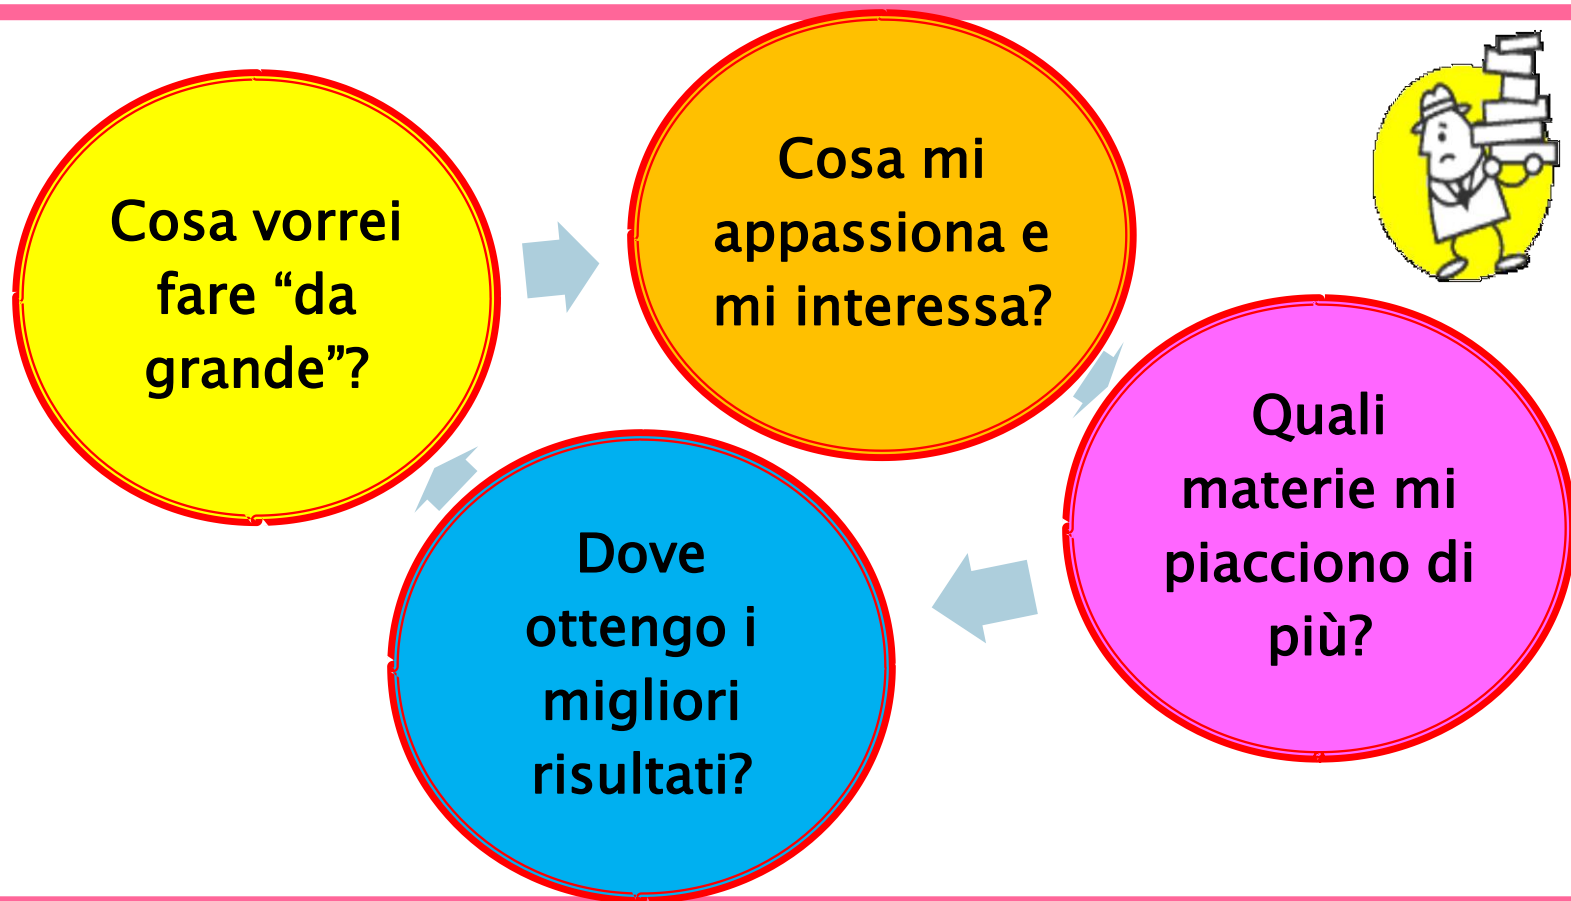 Cosa vorrei
fare “da
grande”?
Cosa mi
appassiona e
mi interessa?
Quali
materie mi
piacciono di
più?
Dove
ottengo i
migliori
risultati?